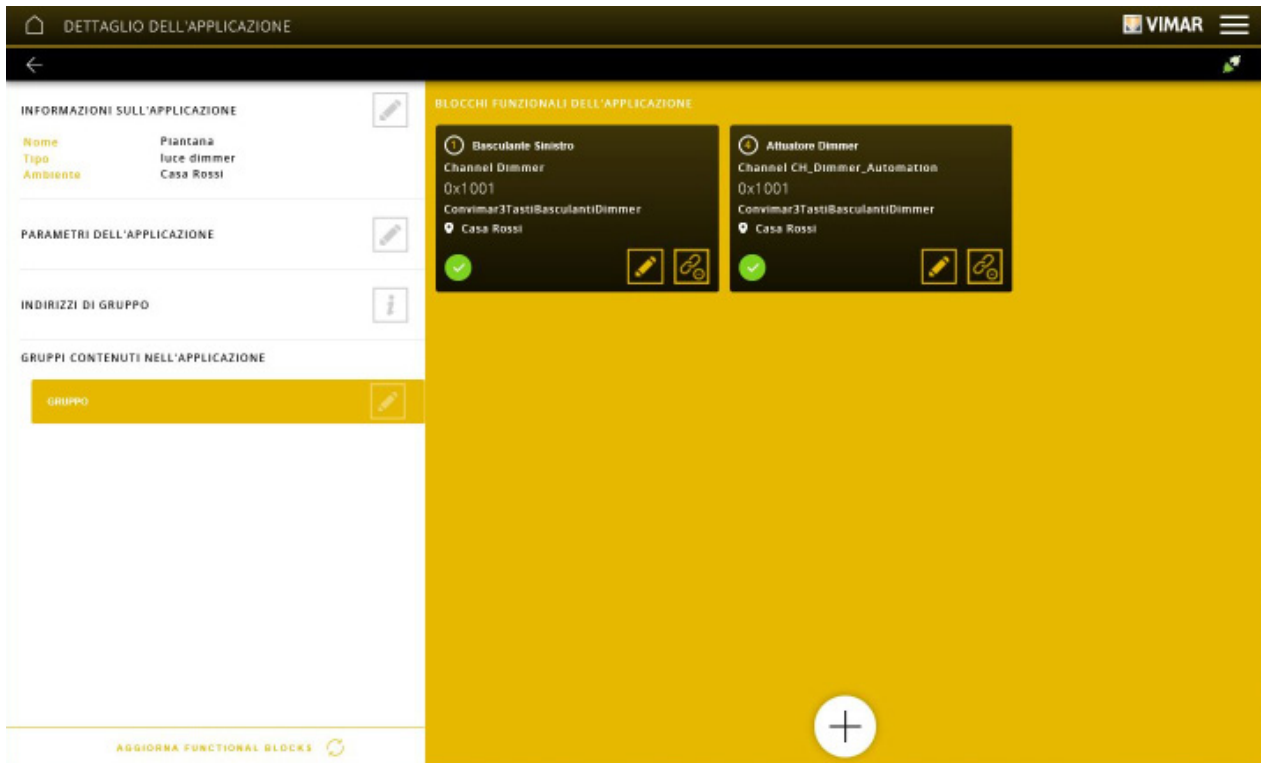 DETTAGLIO DELL'APPLICAZIONE
VIMAR
INFORMAZIONI SULL'APPLICAZIONE
Nome Piantana
Tipo luce dimmer
Ambiente Casa Rossi
PARAMETRI DELL'APPLICAZIONE
INDIRIZZI DI GRUPPO
i
GRUPPI CONTENUTI NELL'APPLICAZIONE
GRUPPO
AGGIORNA FUNCTIONAL BLOCKS
BLOCCHI FUNZIONALI DELL'APPLICAZIONE
1 Basculante Sinistro
Channel Dimmer
0x1001
Convimar3TastiBasculantiDimmer
Casa Rossi
4 Attuatore Dimmer
Channel CH_Dimmer_Automation
0x1001
Convimar3TastiBasculantiDimmer
Casa Rossi